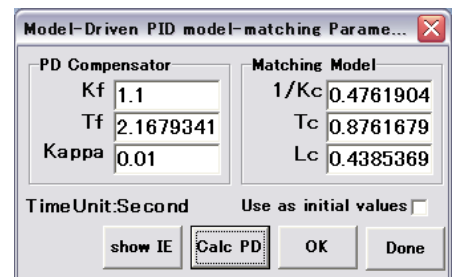 Model-Driven PID model-matching Parame...
PD Compensator Matching Model
Kf 1.1 1/Kc 0.4761904
Tf 2.1679341 Tc 0.8761679
Kappa 0.01 Lc 0.4385369
TimeUnit:Second Use as initial values
show IE Calc PD OK Done